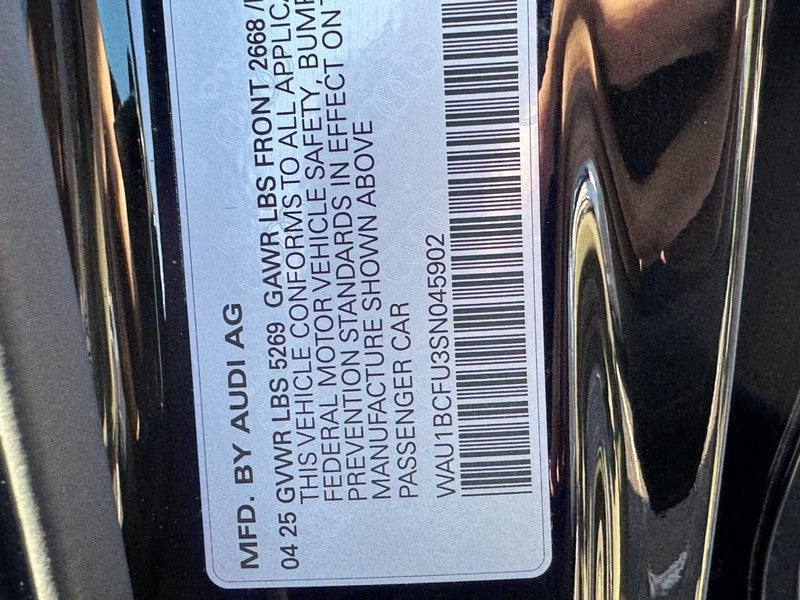 MFD. BY AUDI AG
04 25 GVWR LBS 5269 GAWR LBS FRONT 2668 /
THIS VEHICLE CONFORMS TO ALL APPLICA
FEDERAL MOTOR VEHICLE SAFETY, BUMP
PREVENTION STANDARDS IN EFFECT ON
MANUFACTURE SHOWN ABOVE
PASSENGER CAR
WAU1BCFU3SN045902